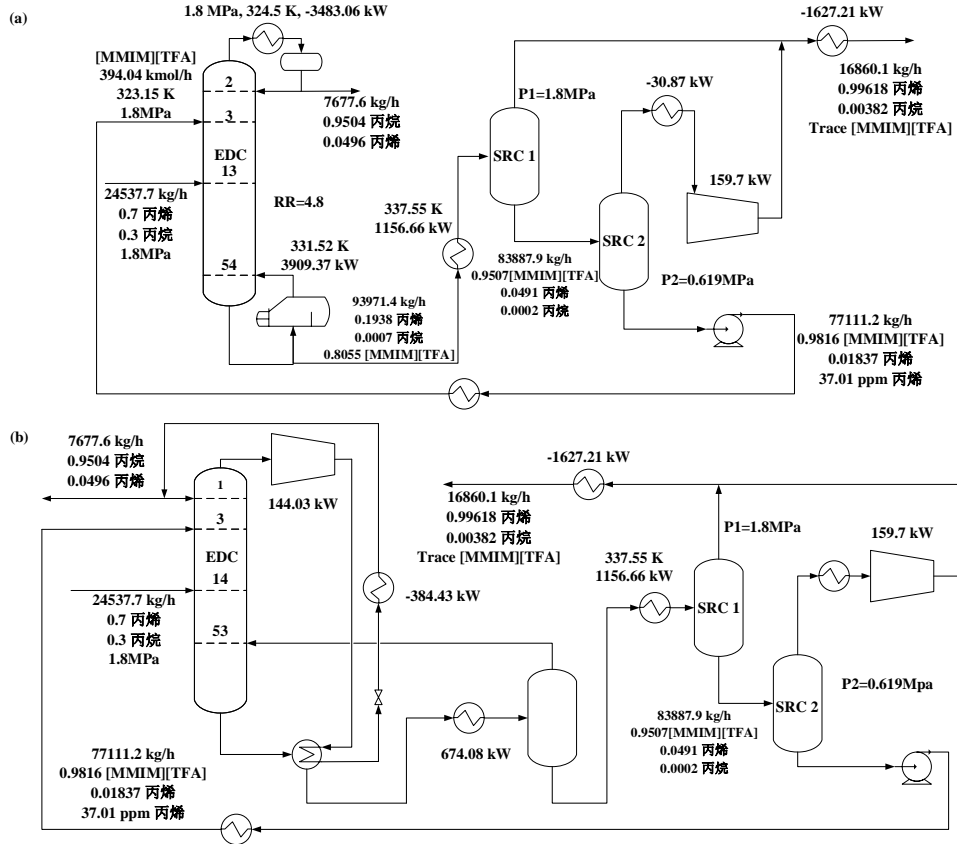 (a)
1.8 MPa, 324.5 K, -3483.06 kW
[MMIM][TFA]
394.04 kmol/h
323.15 K
1.8MPa
2
3
EDC
13
54
7677.6 kg/h
0.9504 丙烷
0.0496 丙烯
24537.7 kg/h
0.7 丙烯
0.3 丙烷
1.8MPa
RR=4.8
331.52 K
3909.37 kW
93971.4 kg/h
0.1938 丙烯
0.0007 丙烷
0.8055 [MMIM][TFA]
337.55 K
1156.66 kW
P1=1.8MPa
SRC 1
83887.9 kg/h
0.9507[MMIM][TFA]
0.0491 丙烯
0.0002 丙烷
-30.87 kW
SRC 2
159.7 kW
P2=0.619MPa
-1627.21 kW
16860.1 kg/h
0.99618 丙烯
0.00382 丙烷
Trace [MMIM][TFA]
77111.2 kg/h
0.9816 [MMIM][TFA]
0.01837 丙烯
37.01 ppm 丙烯
(b)
7677.6 kg/h
0.9504 丙烷
0.0496 丙烯
1
3
EDC
14
53
144.03 kW
24537.7 kg/h
0.7 丙烯
0.3 丙烷
1.8MPa
-384.43 kW
77111.2 kg/h
0.9816 [MMIM][TFA]
0.01837 丙烯
37.01 ppm 丙烯
674.08 kW
-1627.21 kW
16860.1 kg/h
0.99618 丙烯
0.00382 丙烷
Trace [MMIM][TFA]
337.55 K
1156.66 kW
P1=1.8MPa
SRC 1
159.7 kW
83887.9 kg/h
0.9507[MMIM][TFA]
0.0491 丙烯
0.0002 丙烷
SRC 2
P2=0.619Mpa